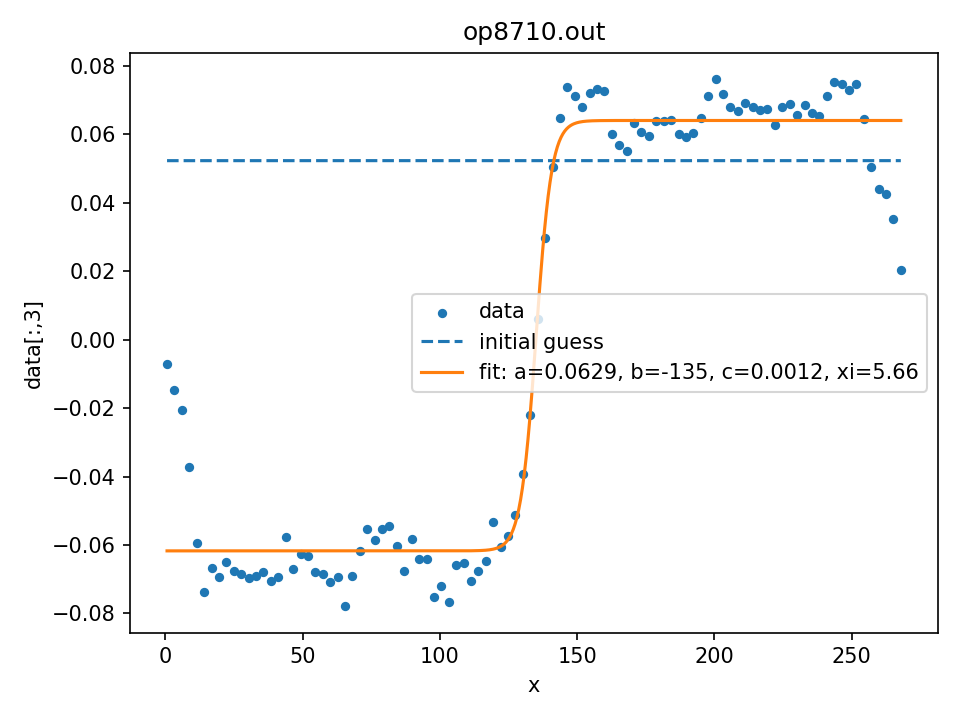 op8710.out
0.08
0.06
0.04
0.02
0.00
−0.02
−0.04
−0.06
−0.08
data[:,3]
data
initial guess
fit: a=0.0629, b=-135, c=0.0012, xi=5.66
0 50 100 150 200 250
x